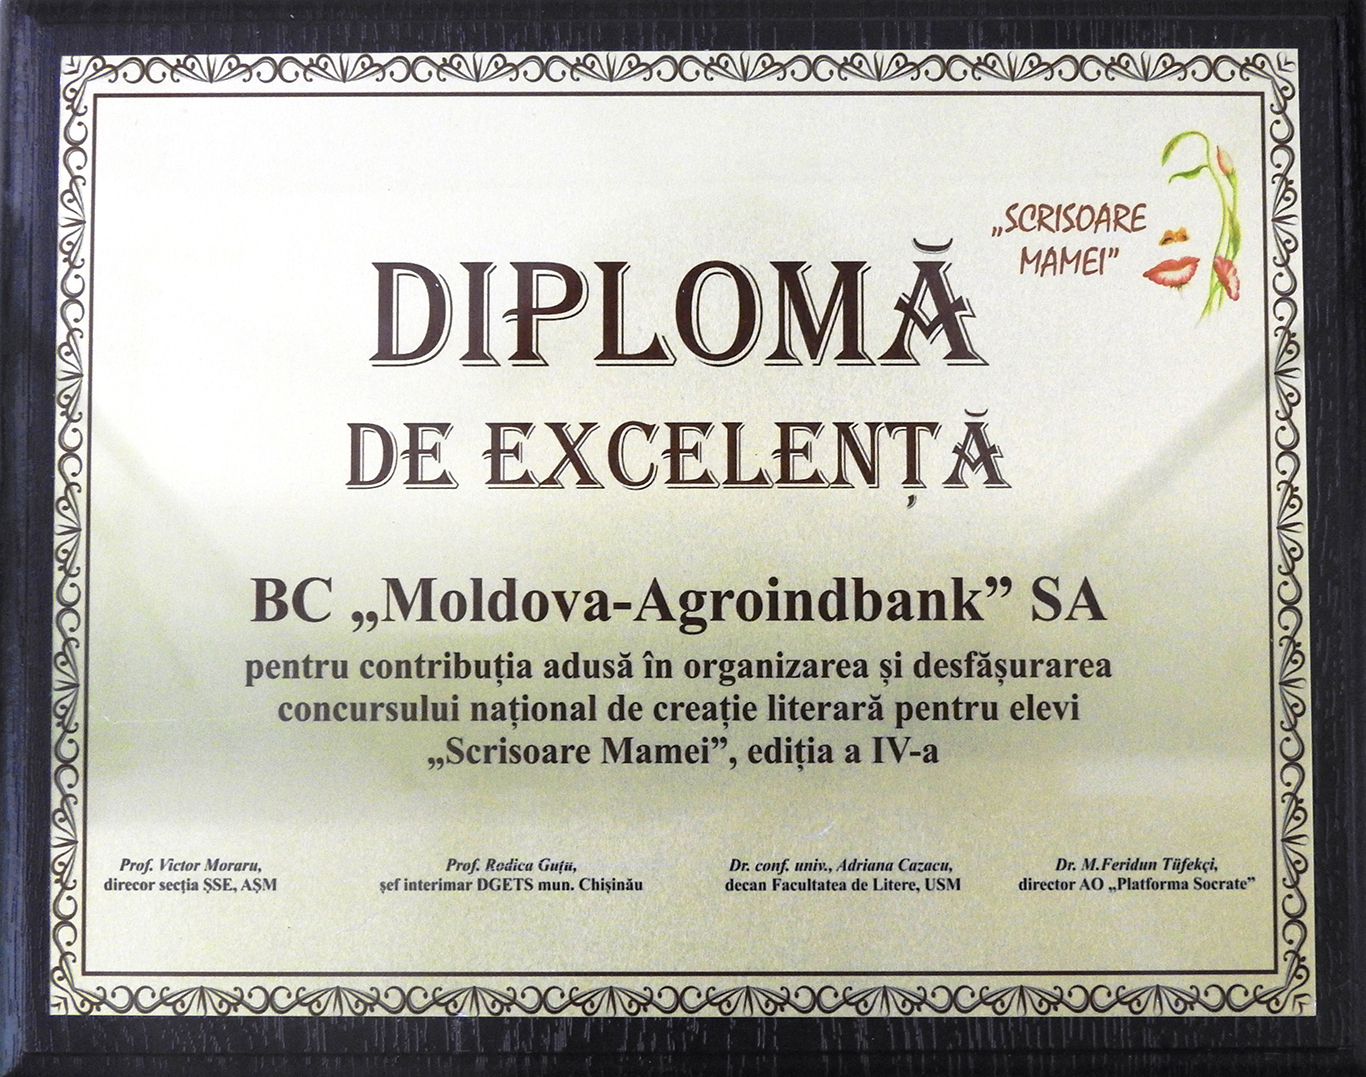 „SCRISOARE
MAMEI”
DIPLOMĂ
DE EXCELENȚĂ
BC „Moldova-Agroindbank” SA
pentru contribuția adusă în organizarea și desfășurarea
concursului național de creație literară pentru elevi
„Scrisoare Mamei”, ediția a IV-a
Prof. Victor Moraru,
direcor secția ȘSE, AȘM
Prof. Rodica Guțu,
șef interimar DGETS mun. Chișinău
Dr. conf. univ., Adriana Cazacu,
decan Facultatea de Litere, USM
Dr. M.Feridun Tüfekçi,
director AO „Platforma Socrate”